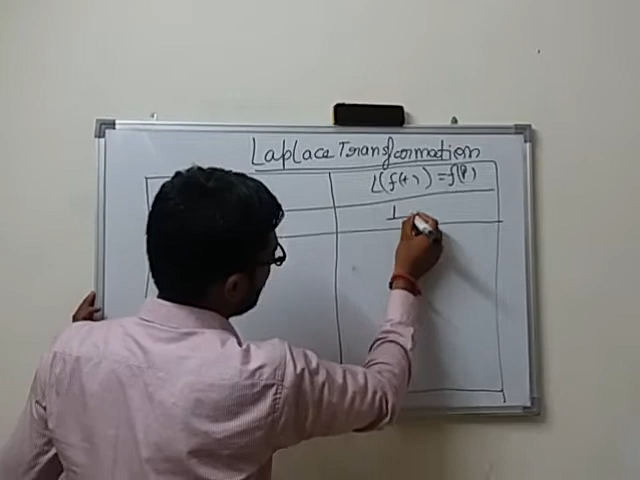 Laplace Transformation
L(f(t)) = f(p)
1